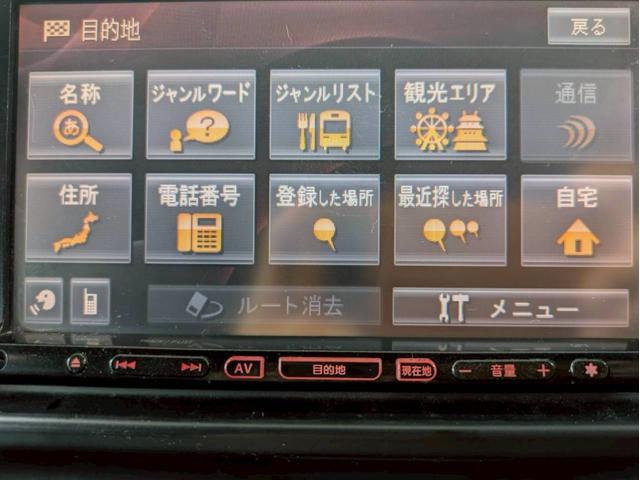 目的地
戻る
名称
ジャンルワード
ジャンルリスト
観光エリア
通信
あ
?
住所
電話番号
登録した場所
最近探した場所
自宅
ルート消去
メニュー
AV
目的地
現在地
− 音量 +